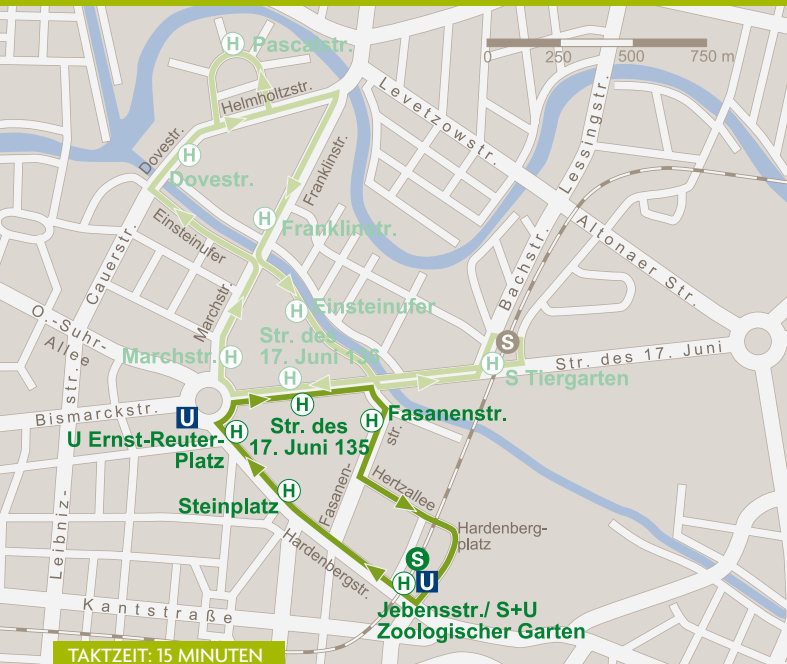 H Pascalstr.
250 500 750 m
0
Helmholtzstr.
Levetzowstr.
Lessingstr.
Dovestr.
H
Dovestr.
Franklinstr.
H Franklinstr.
Einsteinufer
Cauerstr.
Bachstr.
Altonaer Str.
Marchstr.
H Einsteinufer
O.-Suhr-
Allee
Str. des
17. Juni 136
H
Marchstr. H
S
H
S Tiergarten
Str. des 17. Juni
Bismarckstr.
U
H
U Ernst-Reuter-
Platz
H
Str. des
17. Juni 135
H Fasanenstr.
Fasanen-
str.
Steinplatz H
Hertzallee
Hardenberg-
platz
Hardenbergstr.
Leibniz-
str.
Kantstraße
S
H U
Jebensstr./ S+U
Zoologischer Garten
TAKTZEIT: 15 MINUTEN